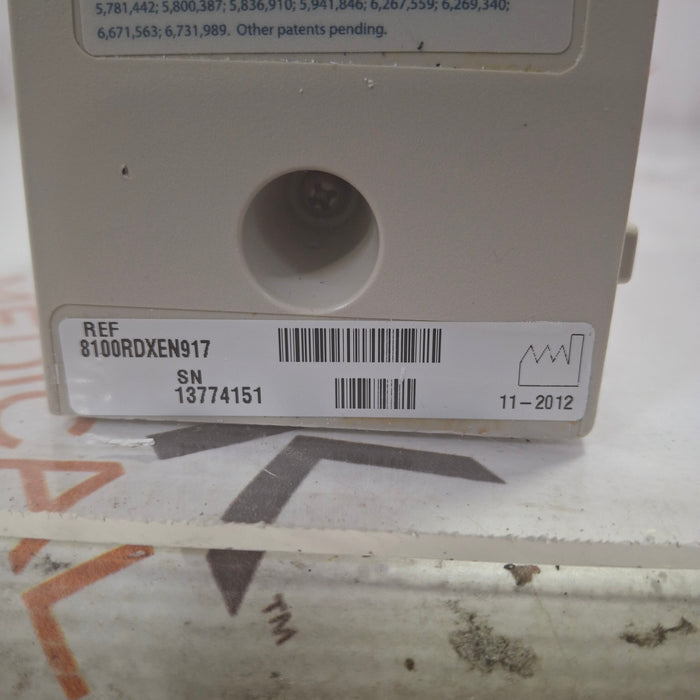 5,781,442; 5,800,387; 5,836,910; 5,941,846; 6,267,559; 6,269,340;
6,671,563; 6,731,989. Other patents pending.
REF
8100RDXEN917
SN
13774151
11-2012
MEDICAL
TM